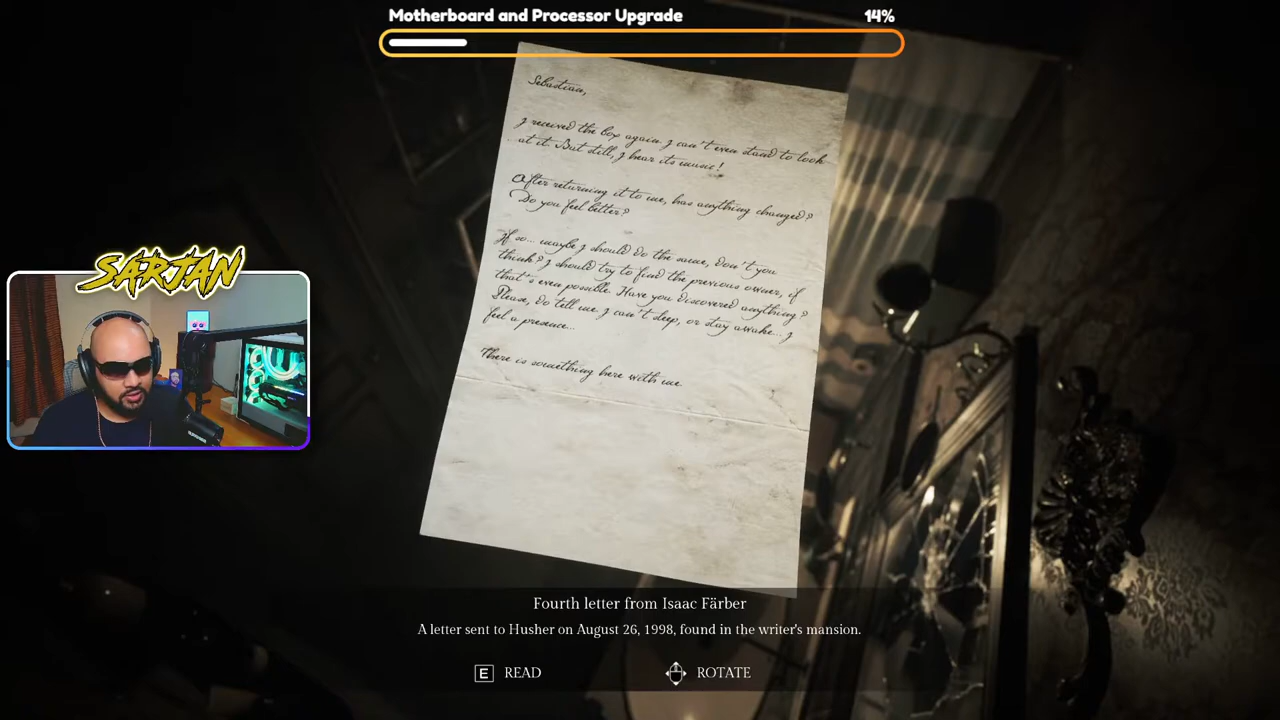 Motherboard and Processor Upgrade 14%
Sebastian,
I received the box again. I can't even stand to look
at it. But still, I hear its music!
After returning it to me, has anything changed?
Do you feel better?
If so... maybe I should do the same, don't you
think? I should try to find the previous owner, if
that's even possible. Have you discovered anything?
Please, do tell me. I can't sleep, or stay awake... I
feel a presence...
There is something here with me
SARJAN
Fourth letter from Isaac Färber
A letter sent to Husher on August 26, 1998, found in the writer's mansion.
E READ ROTATE